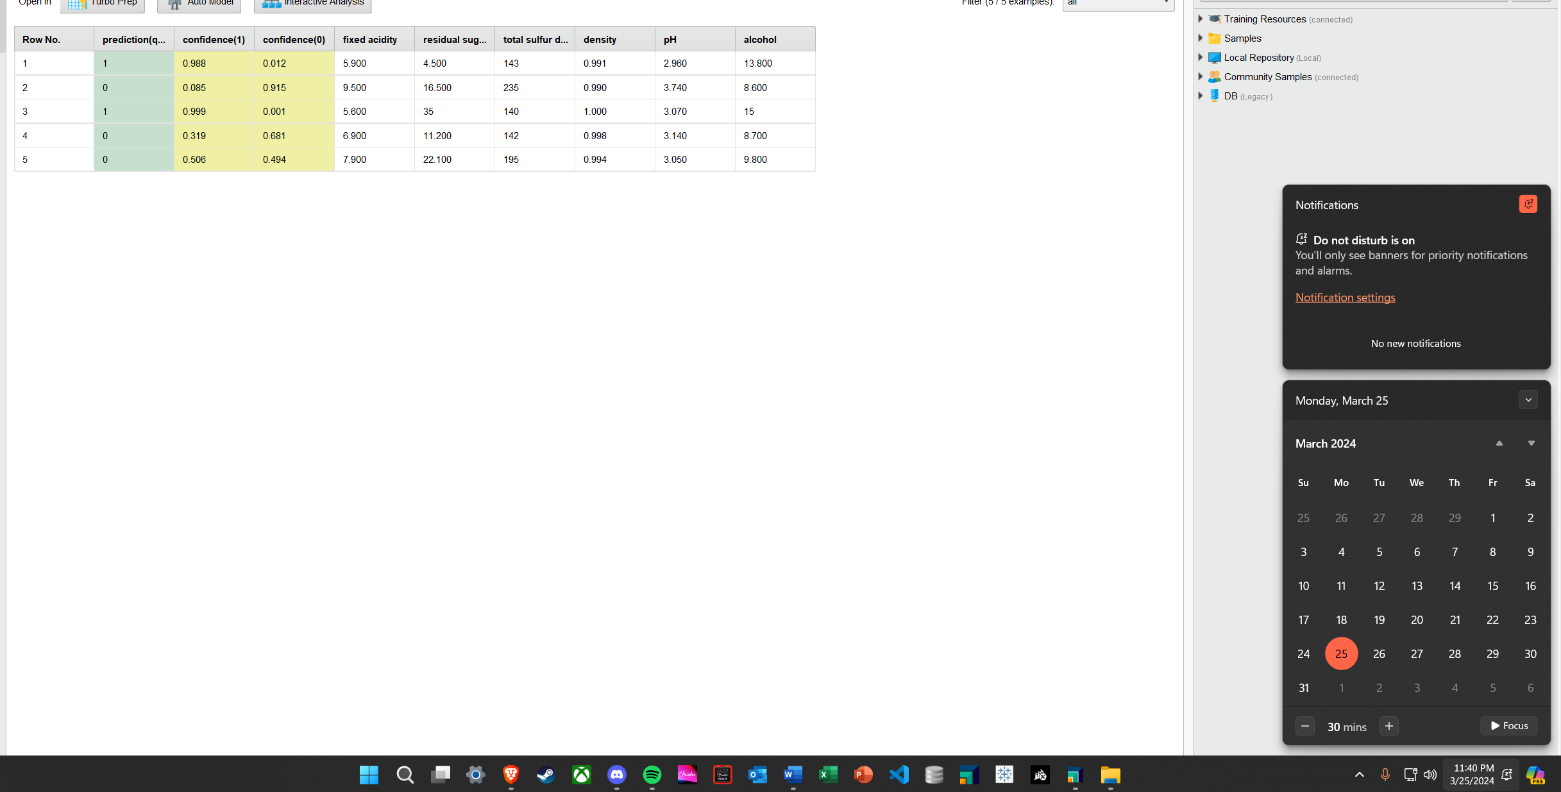 Open in Turbo Prep Auto Model Interactive Analysis Filter (5 / 5 examples): all
Row No. prediction(q... confidence(1) confidence(0) fixed acidity residual sug... total sulfur d... density pH alcohol
1 1 0.988 0.012 5.900 4.500 143 0.991 2.960 13.800
2 0 0.085 0.915 9.500 16.500 235 0.990 3.740 8.600
3 1 0.999 0.001 5.600 35 140 1.000 3.070 15
4 0 0.319 0.681 6.900 11.200 142 0.998 3.140 8.700
5 0 0.506 0.494 7.900 22.100 195 0.994 3.050 9.800
Training Resources (connected)
Samples
Local Repository (Local)
Community Samples (connected)
DB (Legacy)
Notifications
Do not disturb is on
You'll only see banners for priority notifications
and alarms.
Notification settings
No new notifications
Monday, March 25
March 2024
Su Mo Tu We Th Fr Sa
25 26 27 28 29 1 2
3 4 5 6 7 8 9
10 11 12 13 14 15 16
17 18 19 20 21 22 23
24 25 26 27 28 29 30
31 1 2 3 4 5 6
30 mins
Focus
11:40 PM
3/25/2024